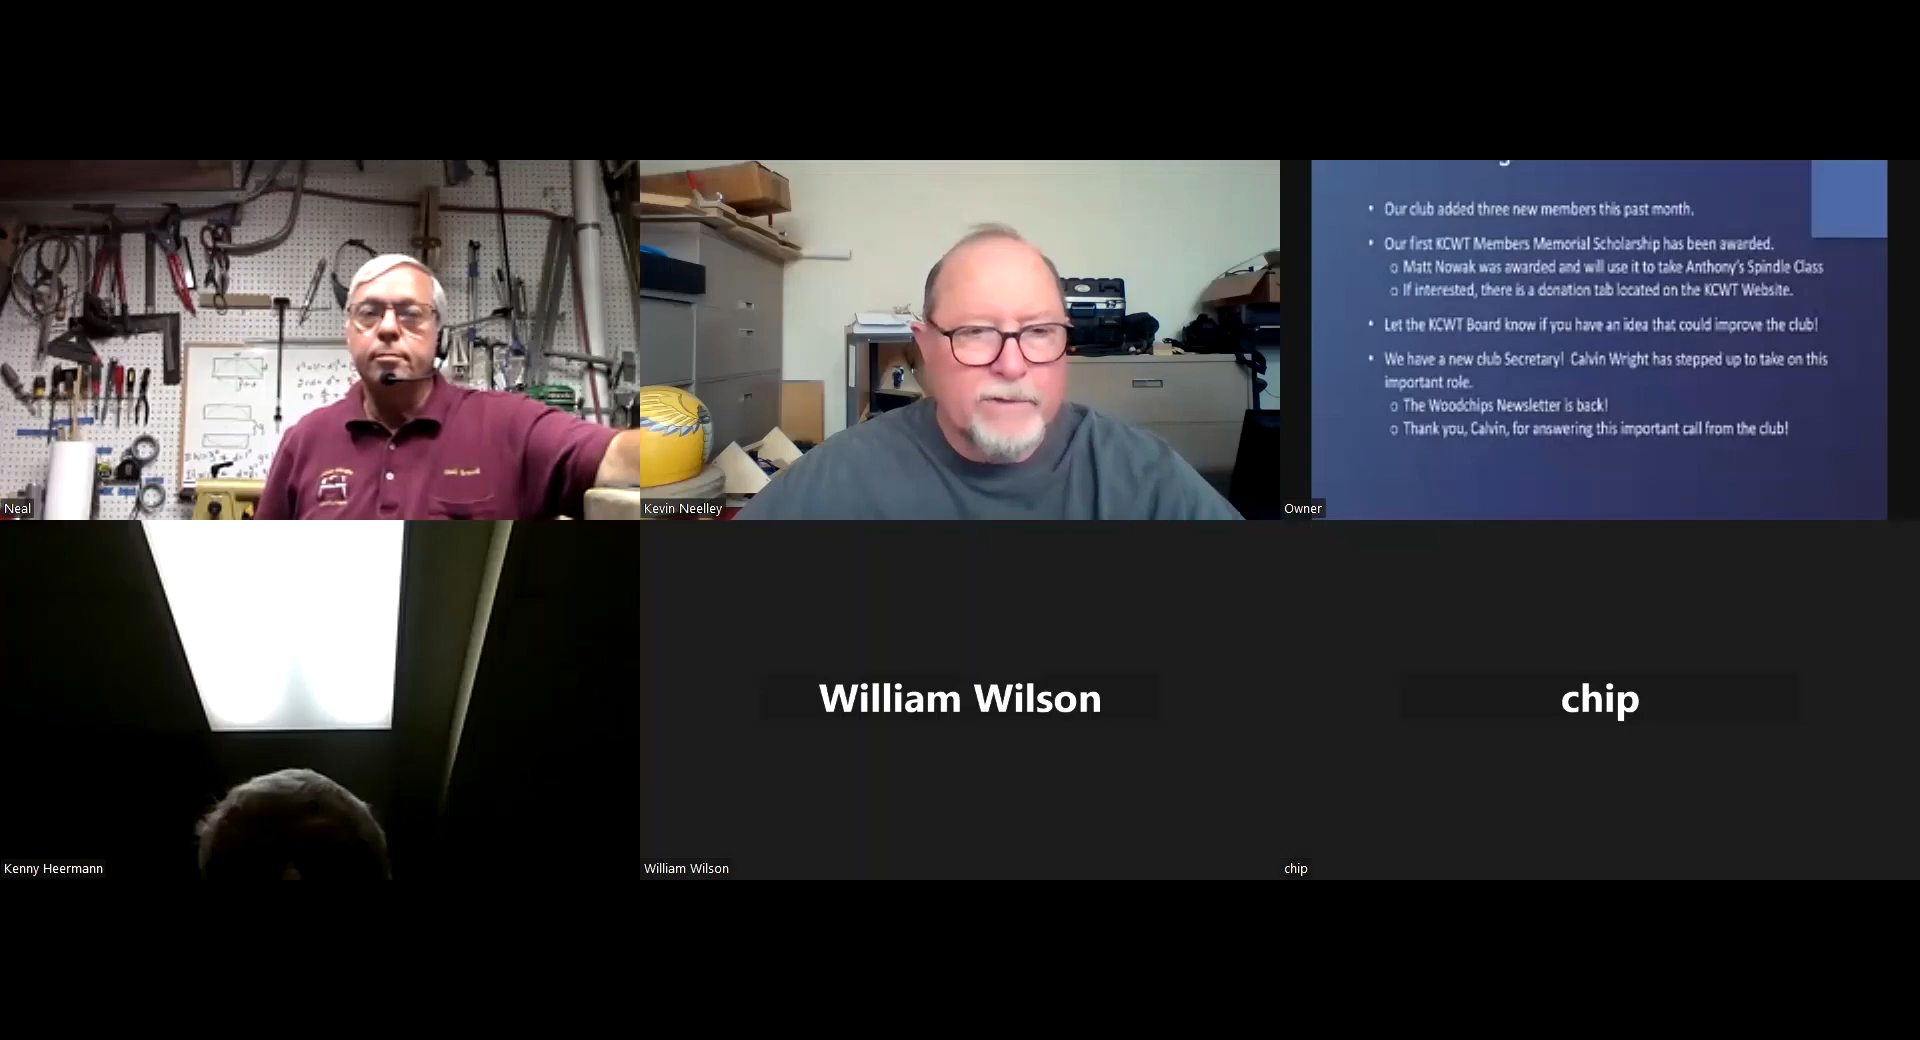 • Our club added three new members this past month.
• Our first KCWT Members Memorial Scholarship has been awarded.
o Matt Nowak was awarded and will use it to take Anthony's Spindle Class
o If interested, there is a donation tab located on the KCWT Website.
• Let the KCWT Board know if you have an idea that could improve the club!
• We have a new club Secretary! Calvin Wright has stepped up to take on this
important role.
o The Woodchips Newsletter is back!
o Thank you, Calvin, for answering this important call from the club!
Neal
Kevin Neelley
Owner
William Wilson
chip
Kenny Heermann
William Wilson
chip